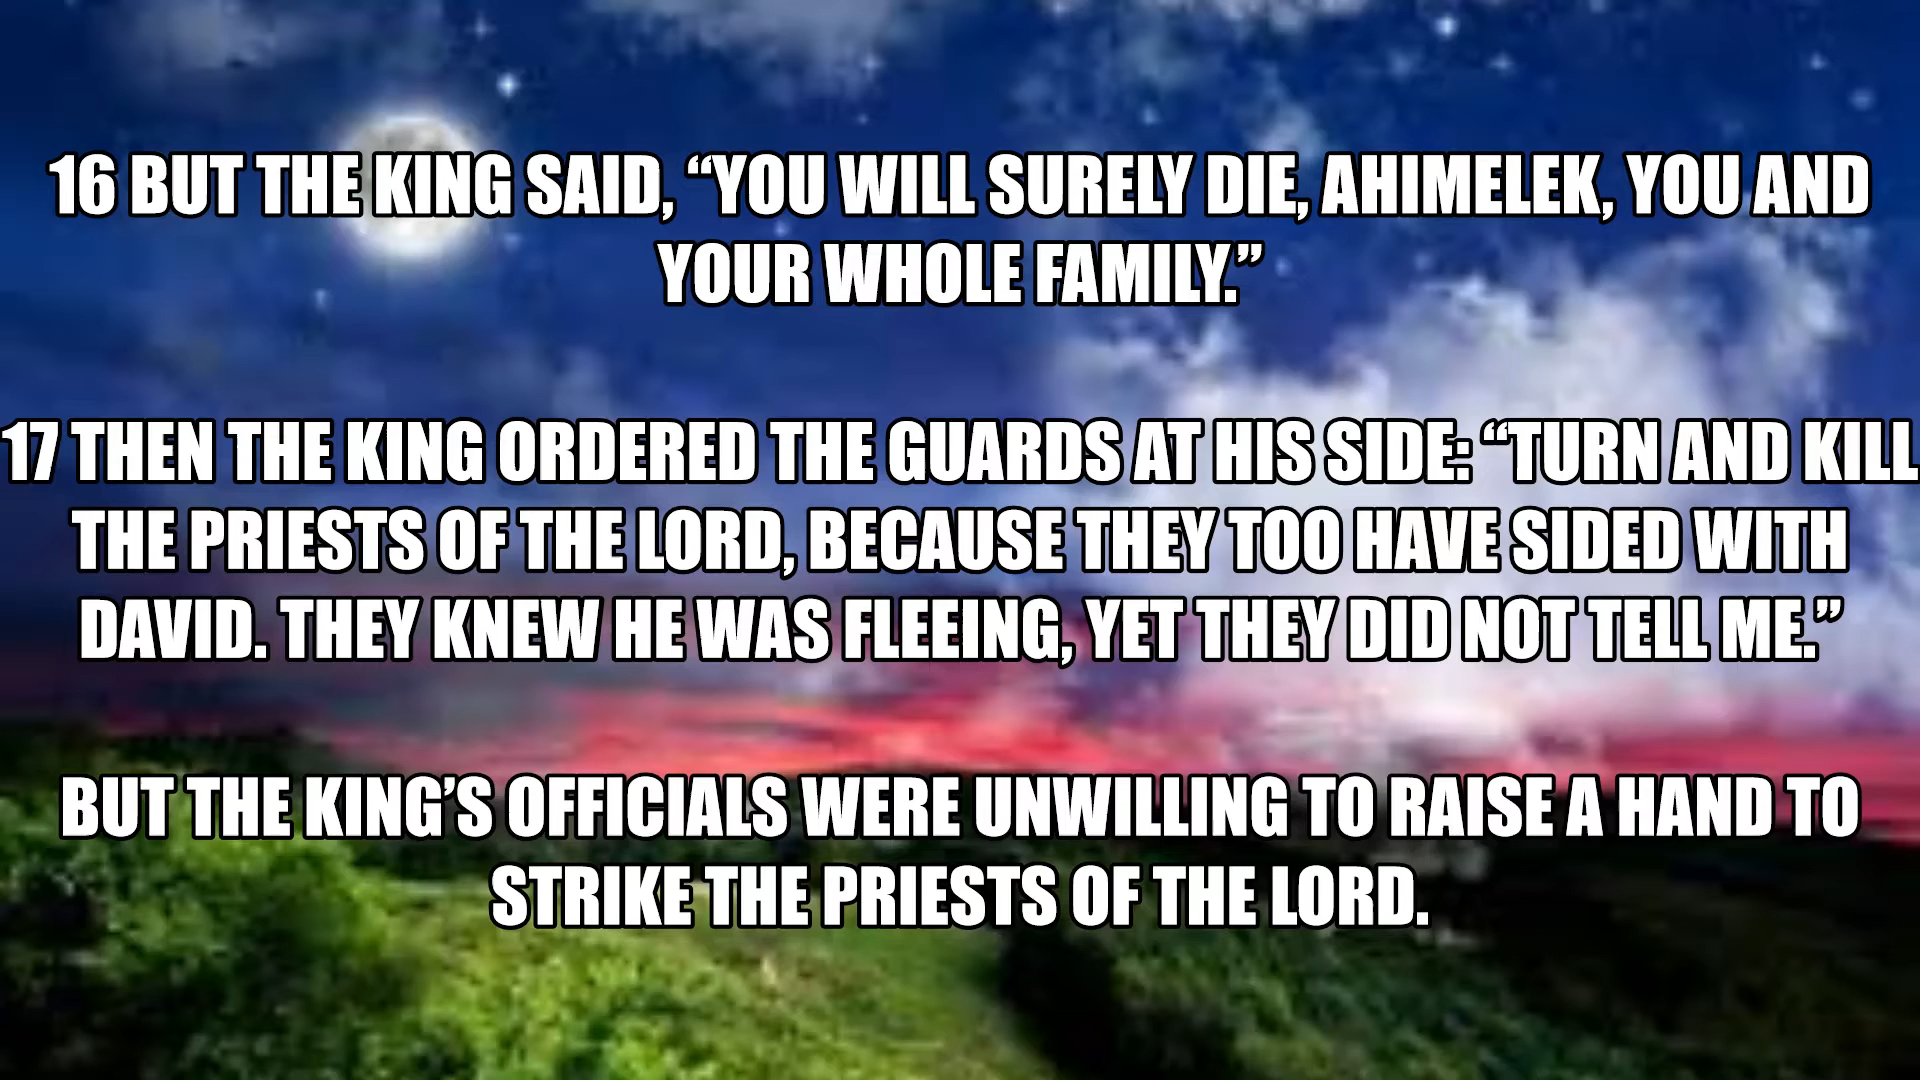 16 BUT THE KING SAID, “YOU WILL SURELY DIE, AHIMELEK, YOU AND
YOUR WHOLE FAMILY.”
17 THEN THE KING ORDERED THE GUARDS AT HIS SIDE: “TURN AND KILL
THE PRIESTS OF THE LORD, BECAUSE THEY TOO HAVE SIDED WITH
DAVID. THEY KNEW HE WAS FLEEING, YET THEY DID NOT TELL ME.”
BUT THE KING’S OFFICIALS WERE UNWILLING TO RAISE A HAND TO
STRIKE THE PRIESTS OF THE LORD.